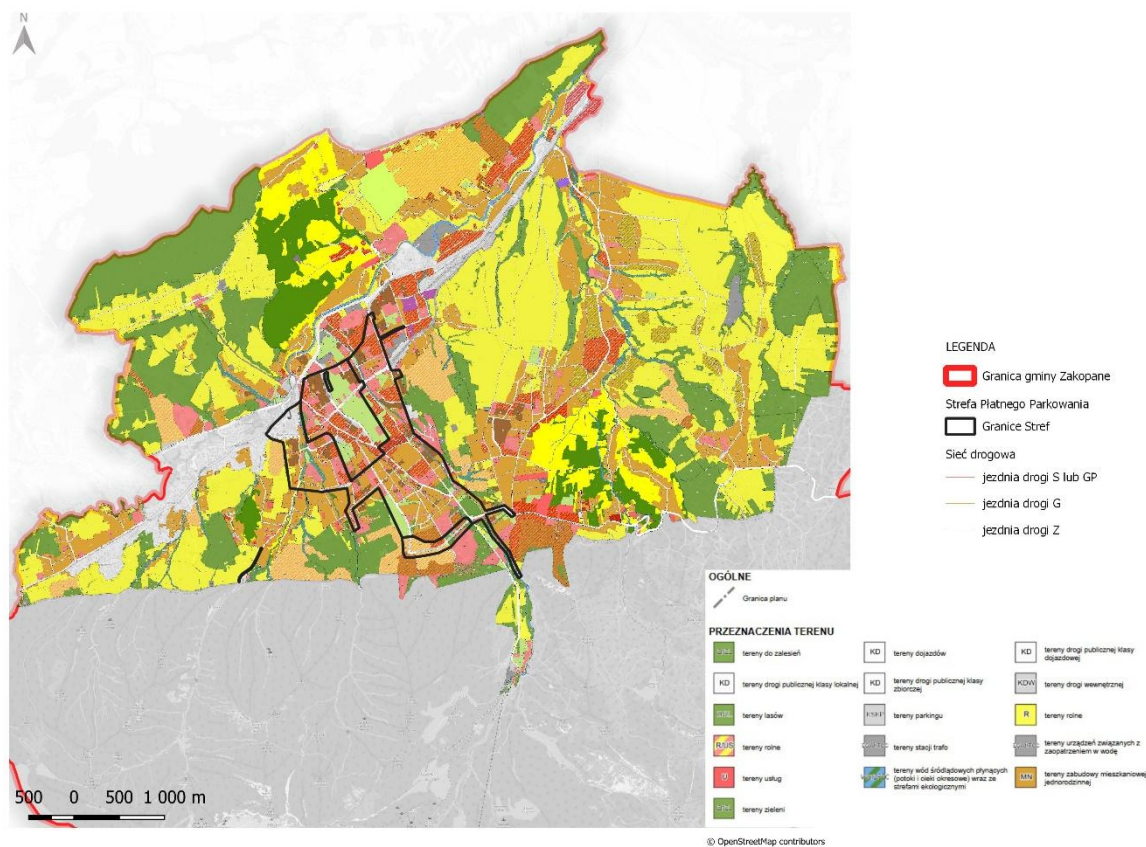 N
LEGENDA
Granica gminy Zakopane
Strefa Płatnego Parkowania
Granice Stref
Sieć drogowa
jezdnia drogi S lub GP
jezdnia drogi G
jezdnia drogi Z
500 0 500 1 000 m
OGÓLNE
Granica planu
PRZEZNACZENIA TERENU
tereny do zalesień
KD tereny dojazdów
KD tereny drogi publicznej klasy
dojazdowej
KD tereny drogi publicznej klasy lokalnej
KD tereny drogi publicznej klasy
zbiorczej
KDW tereny drogi wewnętrznej
tereny lasów
tereny parkingu
R tereny rolne
R/US tereny rolne
tereny stacji trafo
tereny urządzeń związanych z
zaopatrzeniem w wodę
U tereny usług
tereny wód śródlądowych płynących
(potoki i cieki okresowe) wraz ze
strefami ekologicznymi
MN tereny zabudowy mieszkaniowej
jednorodzinnej
tereny zieleni
© OpenStreetMap contributors